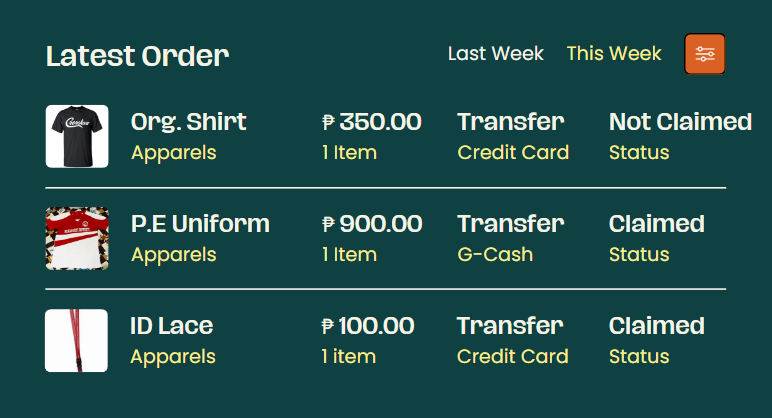 Latest Order
Last Week This Week
Org. Shirt ₱ 350.00 Transfer Not Claimed
Apparels 1 Item Credit Card Status
P.E Uniform ₱ 900.00 Transfer Claimed
Apparels 1 Item G-Cash Status
ID Lace ₱ 100.00 Transfer Claimed
Apparels 1 item Credit Card Status